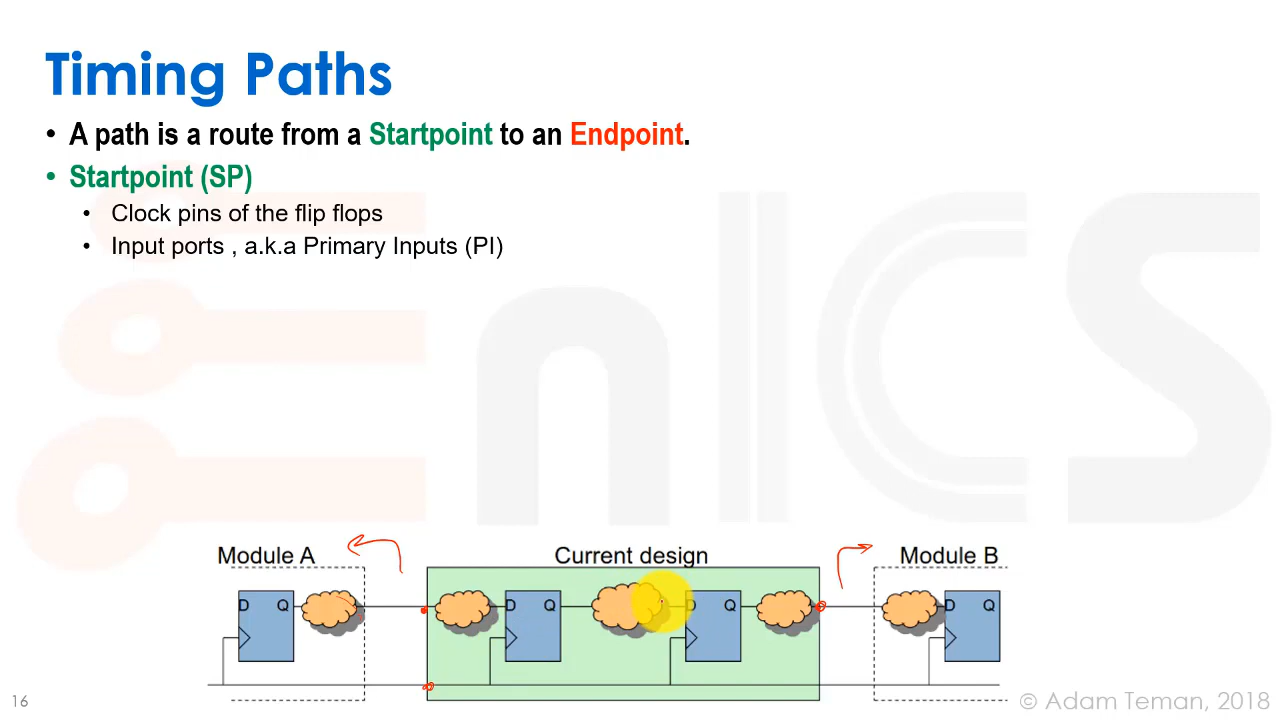 Timing Paths
• A path is a route from a Startpoint to an Endpoint.
• Startpoint (SP)
• Clock pins of the flip flops
• Input ports , a.k.a Primary Inputs (PI)
EnICS
Module A
Current design
Module B
D Q
D Q
D Q
D Q
16
© Adam Teman, 2018